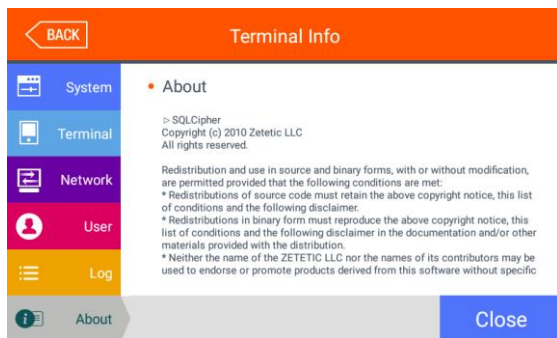 BACK
Terminal Info
System
Terminal
Network
User
Log
About
• About
▷ SQLCipher
Copyright (c) 2010 Zetetic LLC
All rights reserved.
Redistribution and use in source and binary forms, with or without modification,
are permitted provided that the following conditions are met:
* Redistributions of source code must retain the above copyright notice, this list
of conditions and the following disclaimer.
* Redistributions in binary form must reproduce the above copyright notice, this
list of conditions and the following disclaimer in the documentation and/or other
materials provided with the distribution.
* Neither the name of the ZETETIC LLC nor the names of its contributors may be
used to endorse or promote products derived from this software without specific
Close